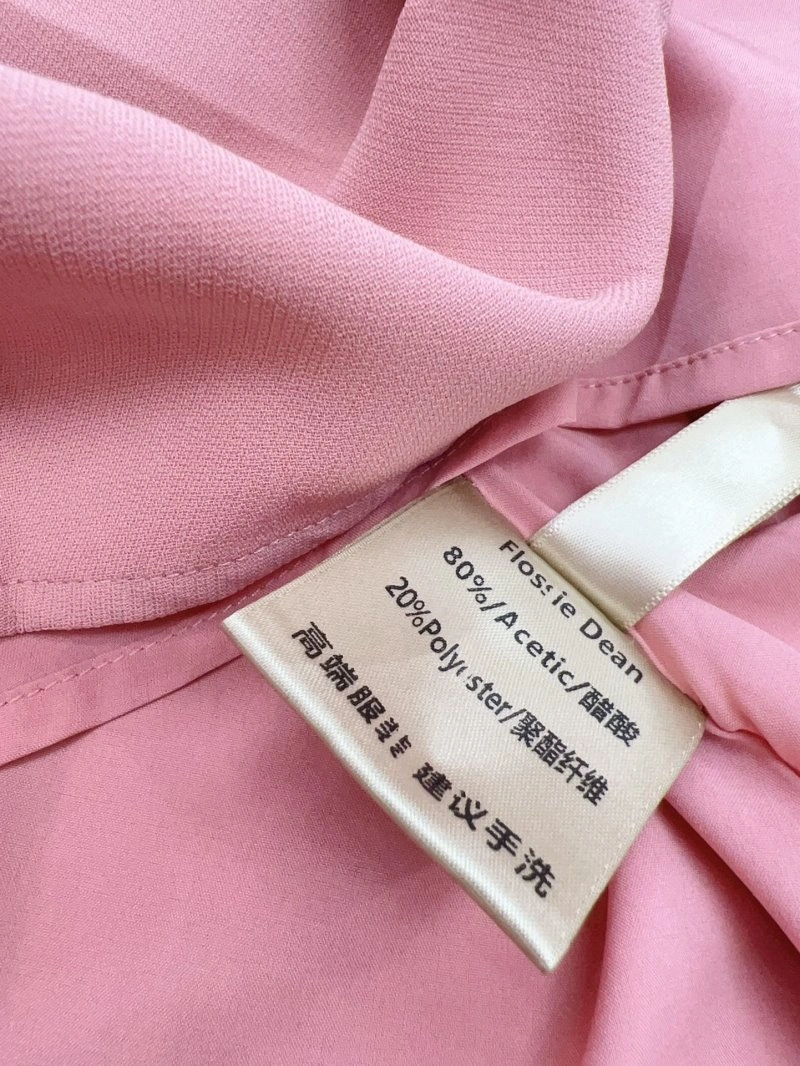 Flossie Dean
80%/Acetic/醋酸
20%Polyester/聚酯纤维
高端服 建议手洗